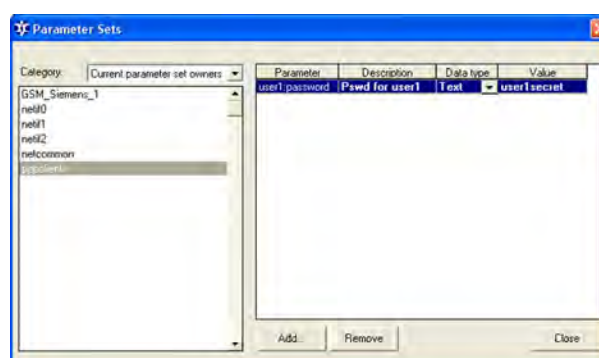 Parameter Sets
Category: Current parameter set owners
GSM_Siemens_1
netif0
netif1
netif2
netcommon
pppclient
Parameter Description Data type Value
user1:password Pswd for user1 Text user1secret
Add... Remove Close